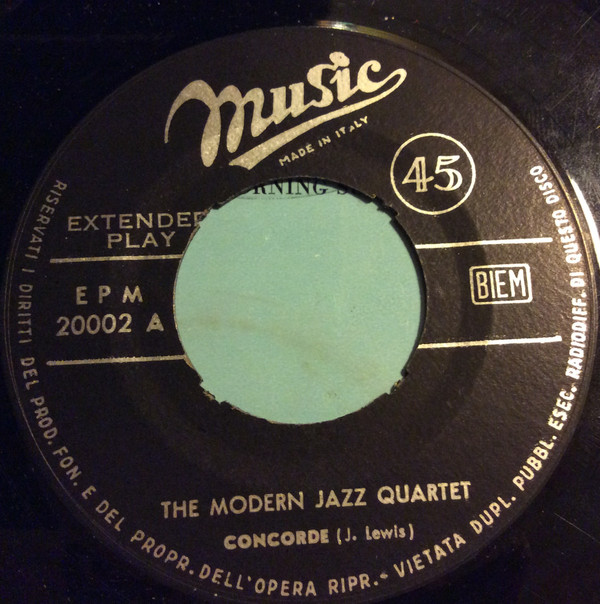 Music
MADE IN ITALY
45
EXTENDED
PLAY
BIEM
EPM
20002 A
THE MODERN JAZZ QUARTET
CONCORDE (J. Lewis)
RISERVATI I DIRITTI DEL PROD. FON. E DEL PROPR. DELL'OPERA RIPR. - VIETATA DUPL. PUBBL. ESEC. RADIODIFF. DI QUESTO DISCO